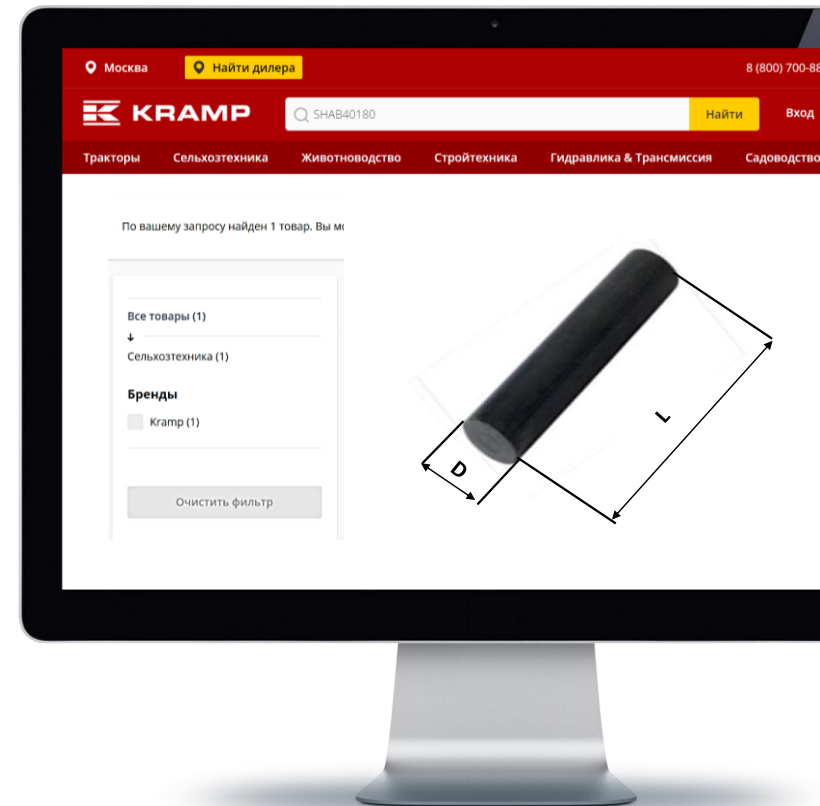 Москва
Найти дилера
8 (800) 700-88
KRAMP
SHAB40180
Найти
Вход
Тракторы Сельхозтехника Животноводство Стройтехника Гидравлика & Трансмиссия Садоводство
По вашему запросу найден 1 товар. Вы мо
Все товары (1)
Сельхозтехника (1)
Бренды
Kramp (1)
Очистить фильтр
D
L